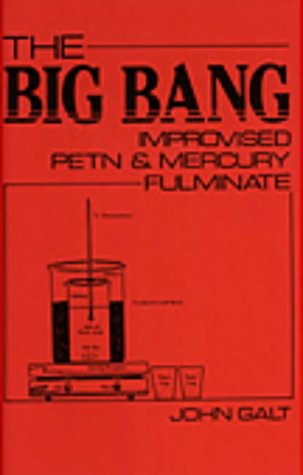 THE
BIG BANG
IMPROVISED
PETN & MERCURY
FULMINATE
JOHN GALT